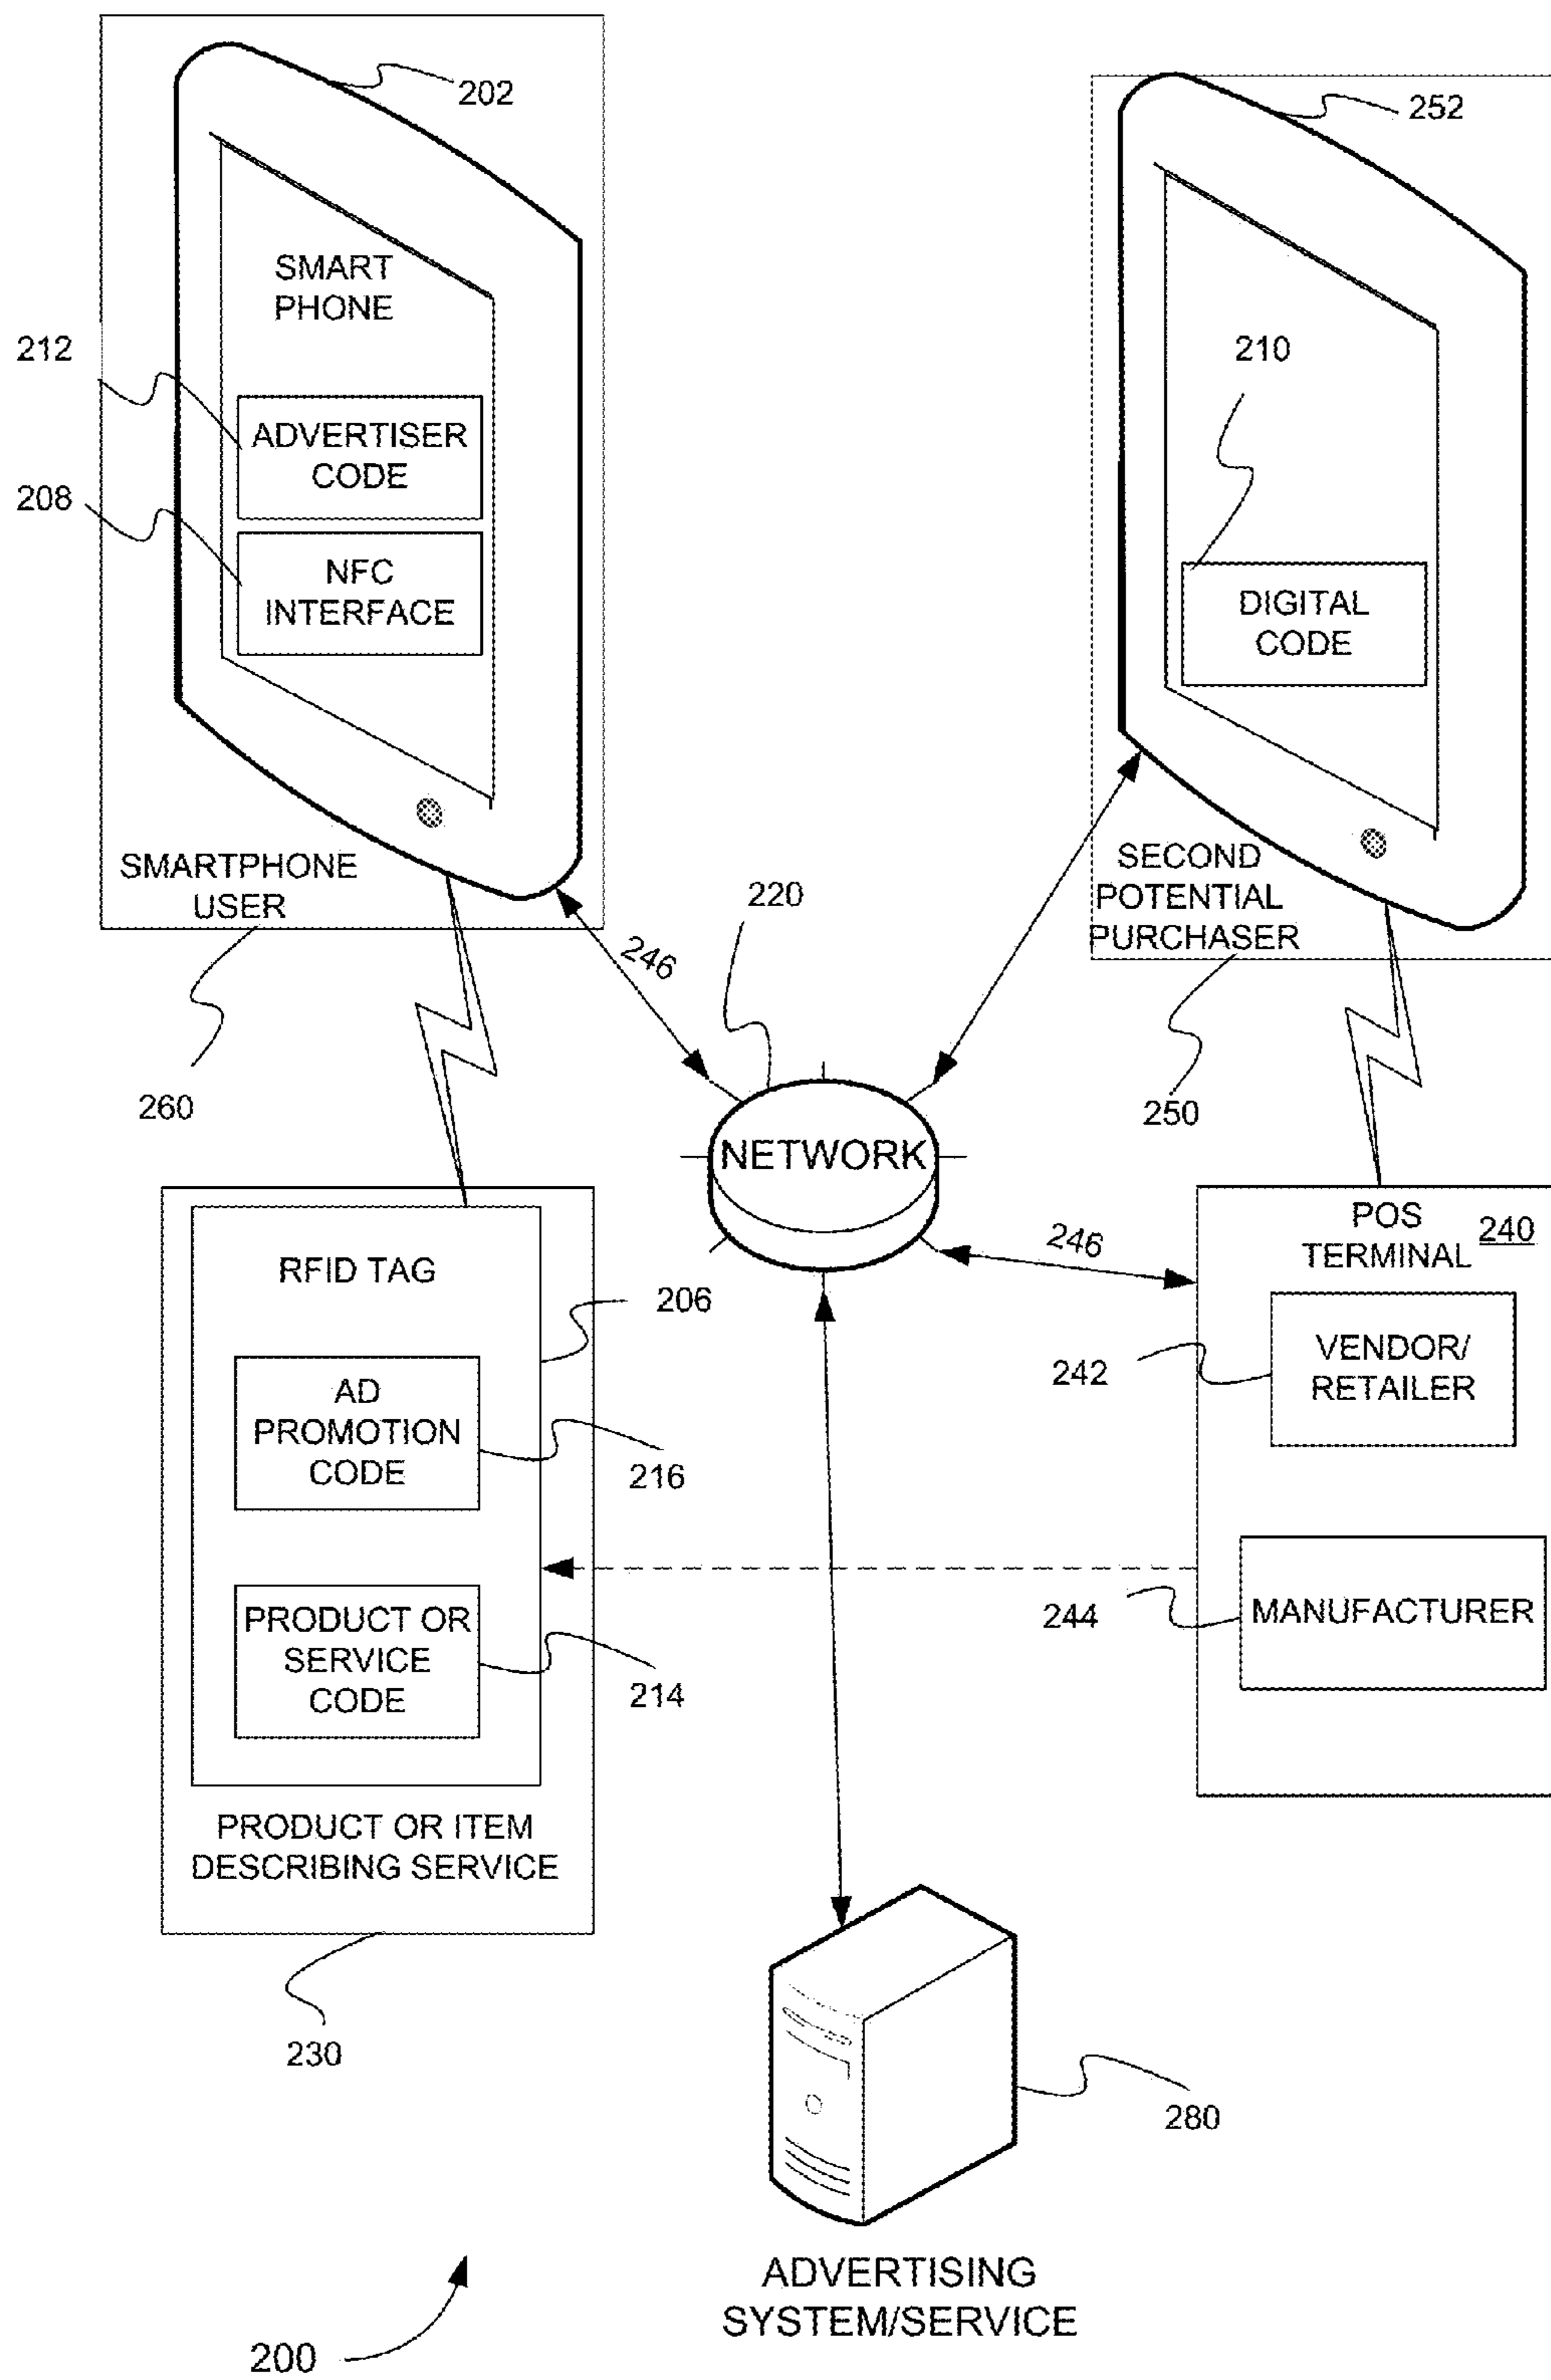 202
252
SMART
PHONE
212
210
ADVERTISER
CODE
208
NFC
INTERFACE
DIGITAL
CODE
SMARTPHONE
USER
SECOND
POTENTIAL
PURCHASER
220
246
260
250
NETWORK
246
POS
TERMINAL
240
RFID TAG
206
VENDOR/
RETAILER
242
AD
PROMOTION
CODE
216
MANUFACTURER
244
PRODUCT OR
SERVICE
CODE
214
PRODUCT OR ITEM
DESCRIBING SERVICE
230
280
ADVERTISING
SYSTEM/SERVICE
200